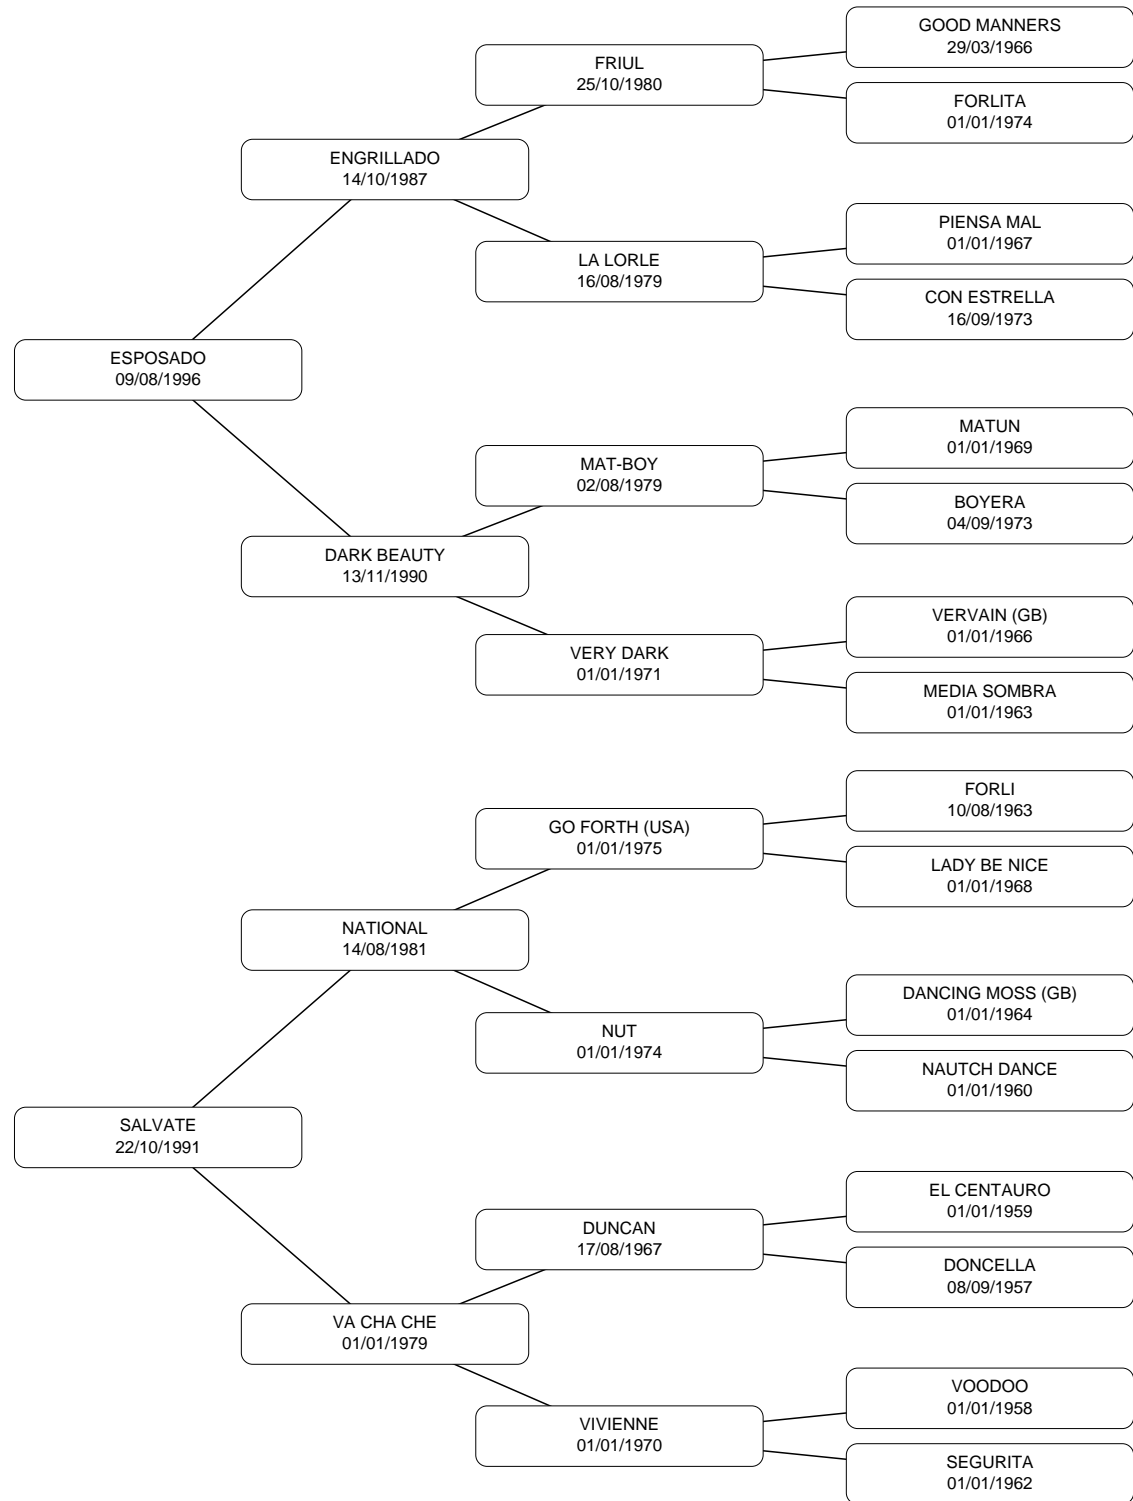 GOOD MANNERS
29/03/1966
FRIUL
25/10/1980
FORLITA
01/01/1974
ENGRILLADO
14/10/1987
PIENSA MAL
01/01/1967
LA LORLE
16/08/1979
CON ESTRELLA
16/09/1973
ESPOSADO
09/08/1996
MATUN
01/01/1969
MAT-BOY
02/08/1979
BOYERA
04/09/1973
DARK BEAUTY
13/11/1990
VERVAIN (GB)
01/01/1966
VERY DARK
01/01/1971
MEDIA SOMBRA
01/01/1963
FORLI
10/08/1963
GO FORTH (USA)
01/01/1975
LADY BE NICE
01/01/1968
NATIONAL
14/08/1981
DANCING MOSS (GB)
01/01/1964
NUT
01/01/1974
NAUTCH DANCE
01/01/1960
SALVATE
22/10/1991
EL CENTAURO
01/01/1959
DUNCAN
17/08/1967
DONCELLA
08/09/1957
VA CHA CHE
01/01/1979
VOODOO
01/01/1958
VIVIENNE
01/01/1970
SEGURITA
01/01/1962